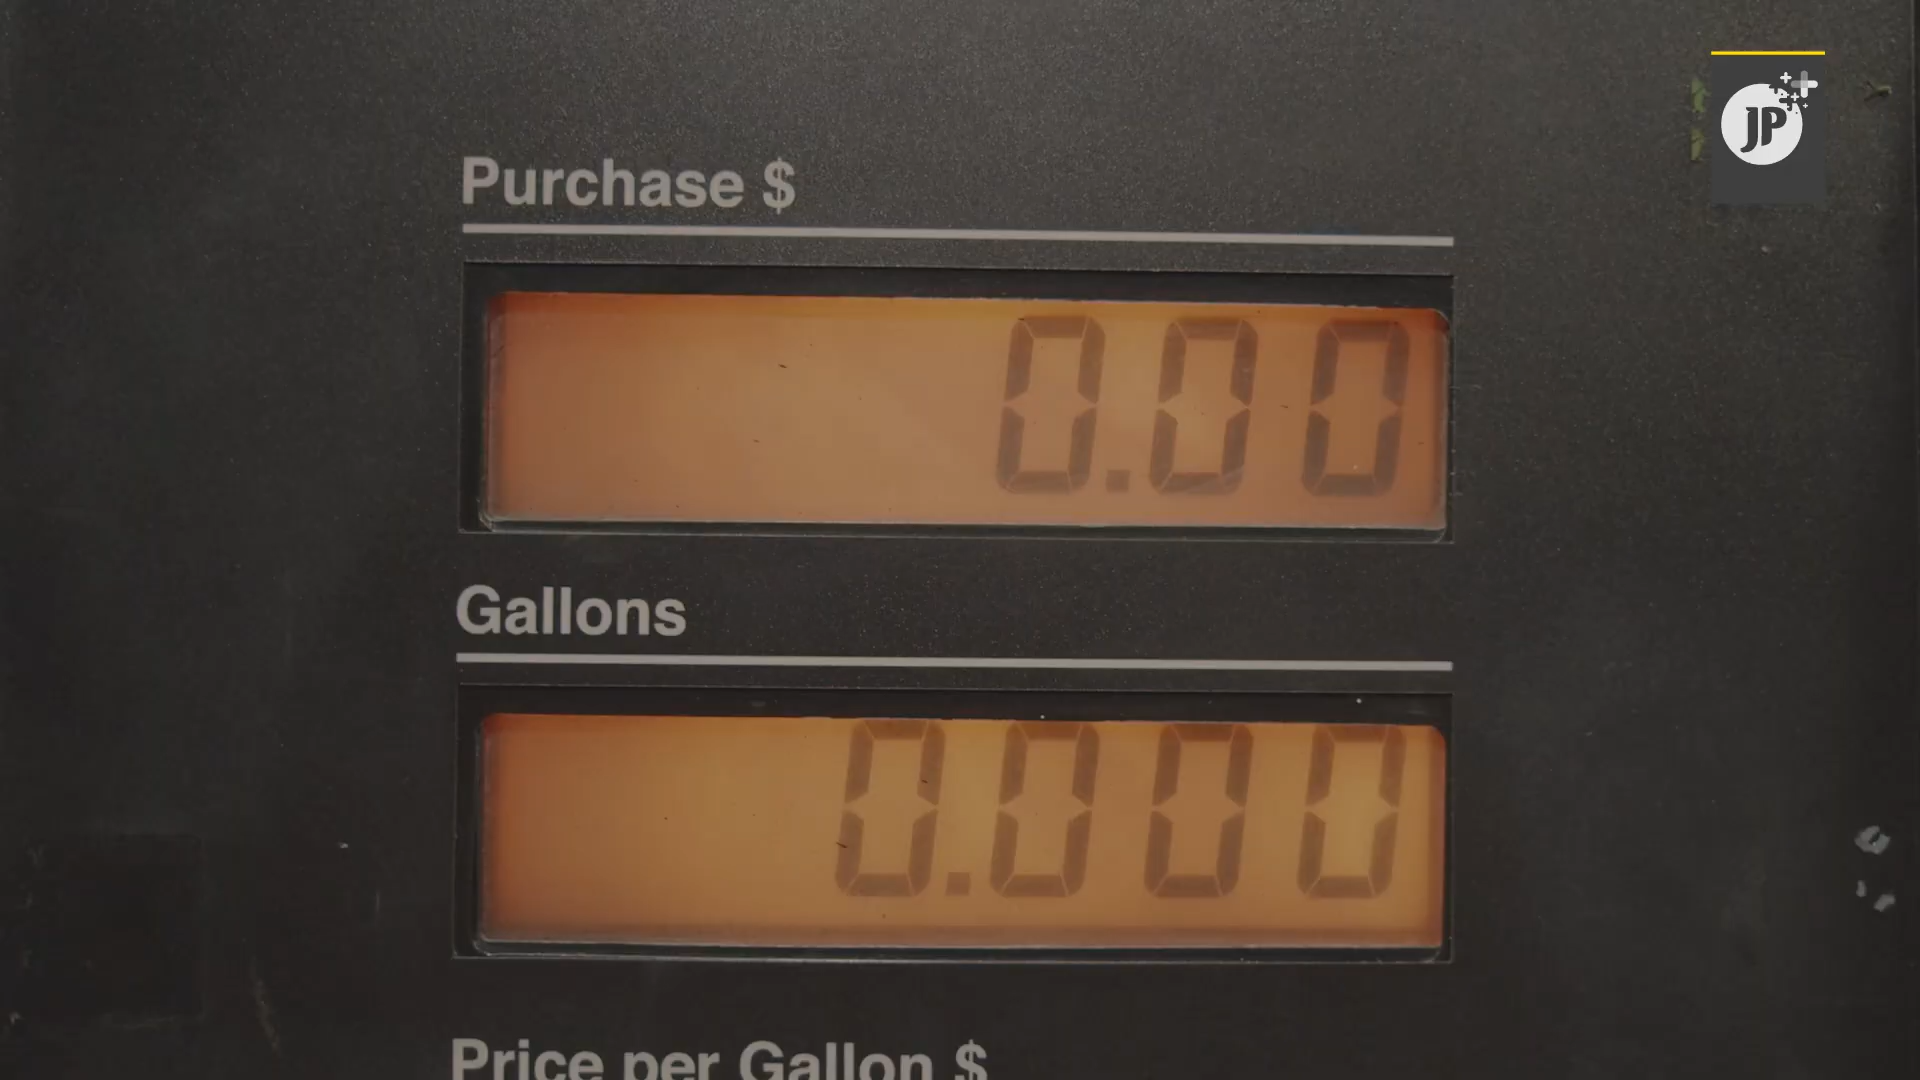 JP
Purchase $
0.00
Gallons
0.000
Price per Gallon $